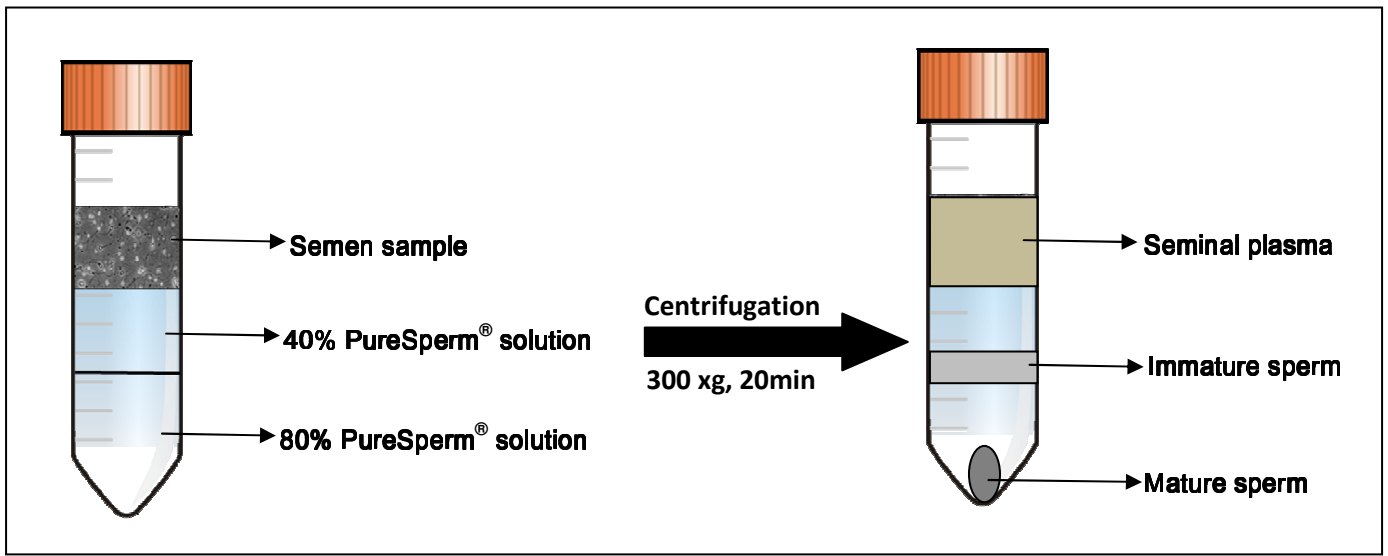 Semen sample
40% PureSperm® solution
80% PureSperm® solution
Centrifugation
300 xg, 20min
Seminal plasma
Immature sperm
Mature sperm